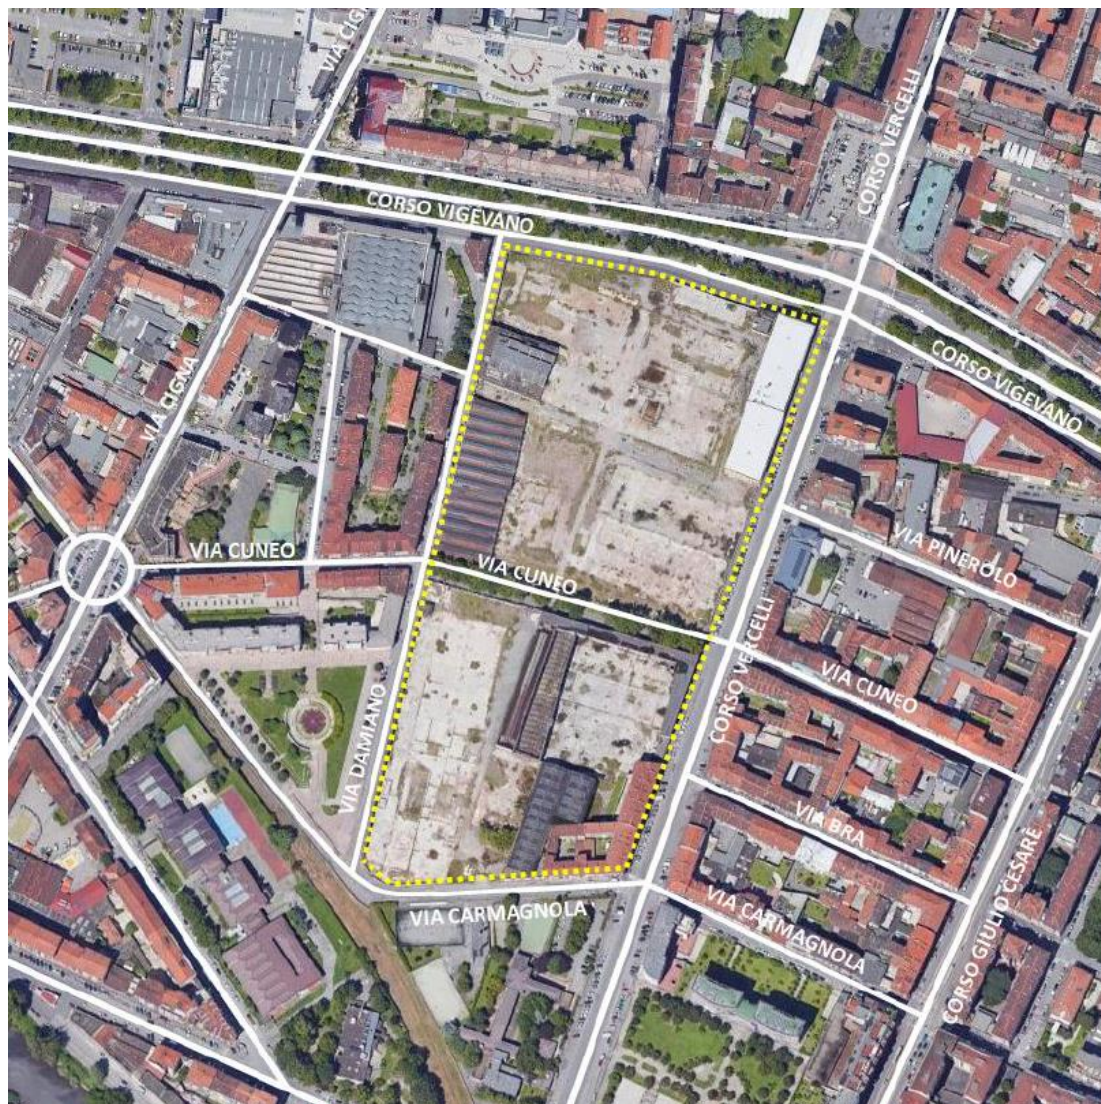 VIA CIGN
CORSO VERCELLI
CORSO VIGEVANO
CORSO VIGEVANO
VIA CIGNA
VIA CUNEO
VIA CUNEO
VIA PINEROLO
CORSO VERCELLI
VIA CUNEO
VIA DAMIANO
VIA BRA
VIA CARMAGNOLA
VIA CARMAGNOLA
CORSO GIULIO CESARE